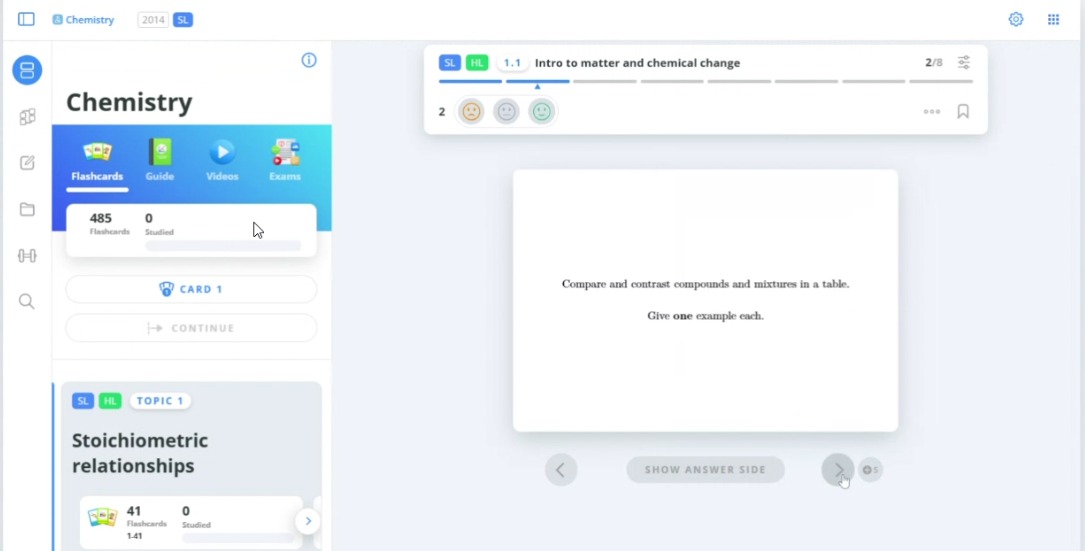 Chemistry
2014
SL
Chemistry
Flashcards
Guide
Videos
Exams
485
Flashcards
0
Studied
CARD 1
CONTINUE
SL
HL
TOPIC 1
Stoichiometric
relationships
41
Flashcards
1-41
0
Studied
SL
HL
1.1
Intro to matter and chemical change
2/8
2
Compare and contrast compounds and mixtures in a table.
Give one example each.
SHOW ANSWER SIDE
S